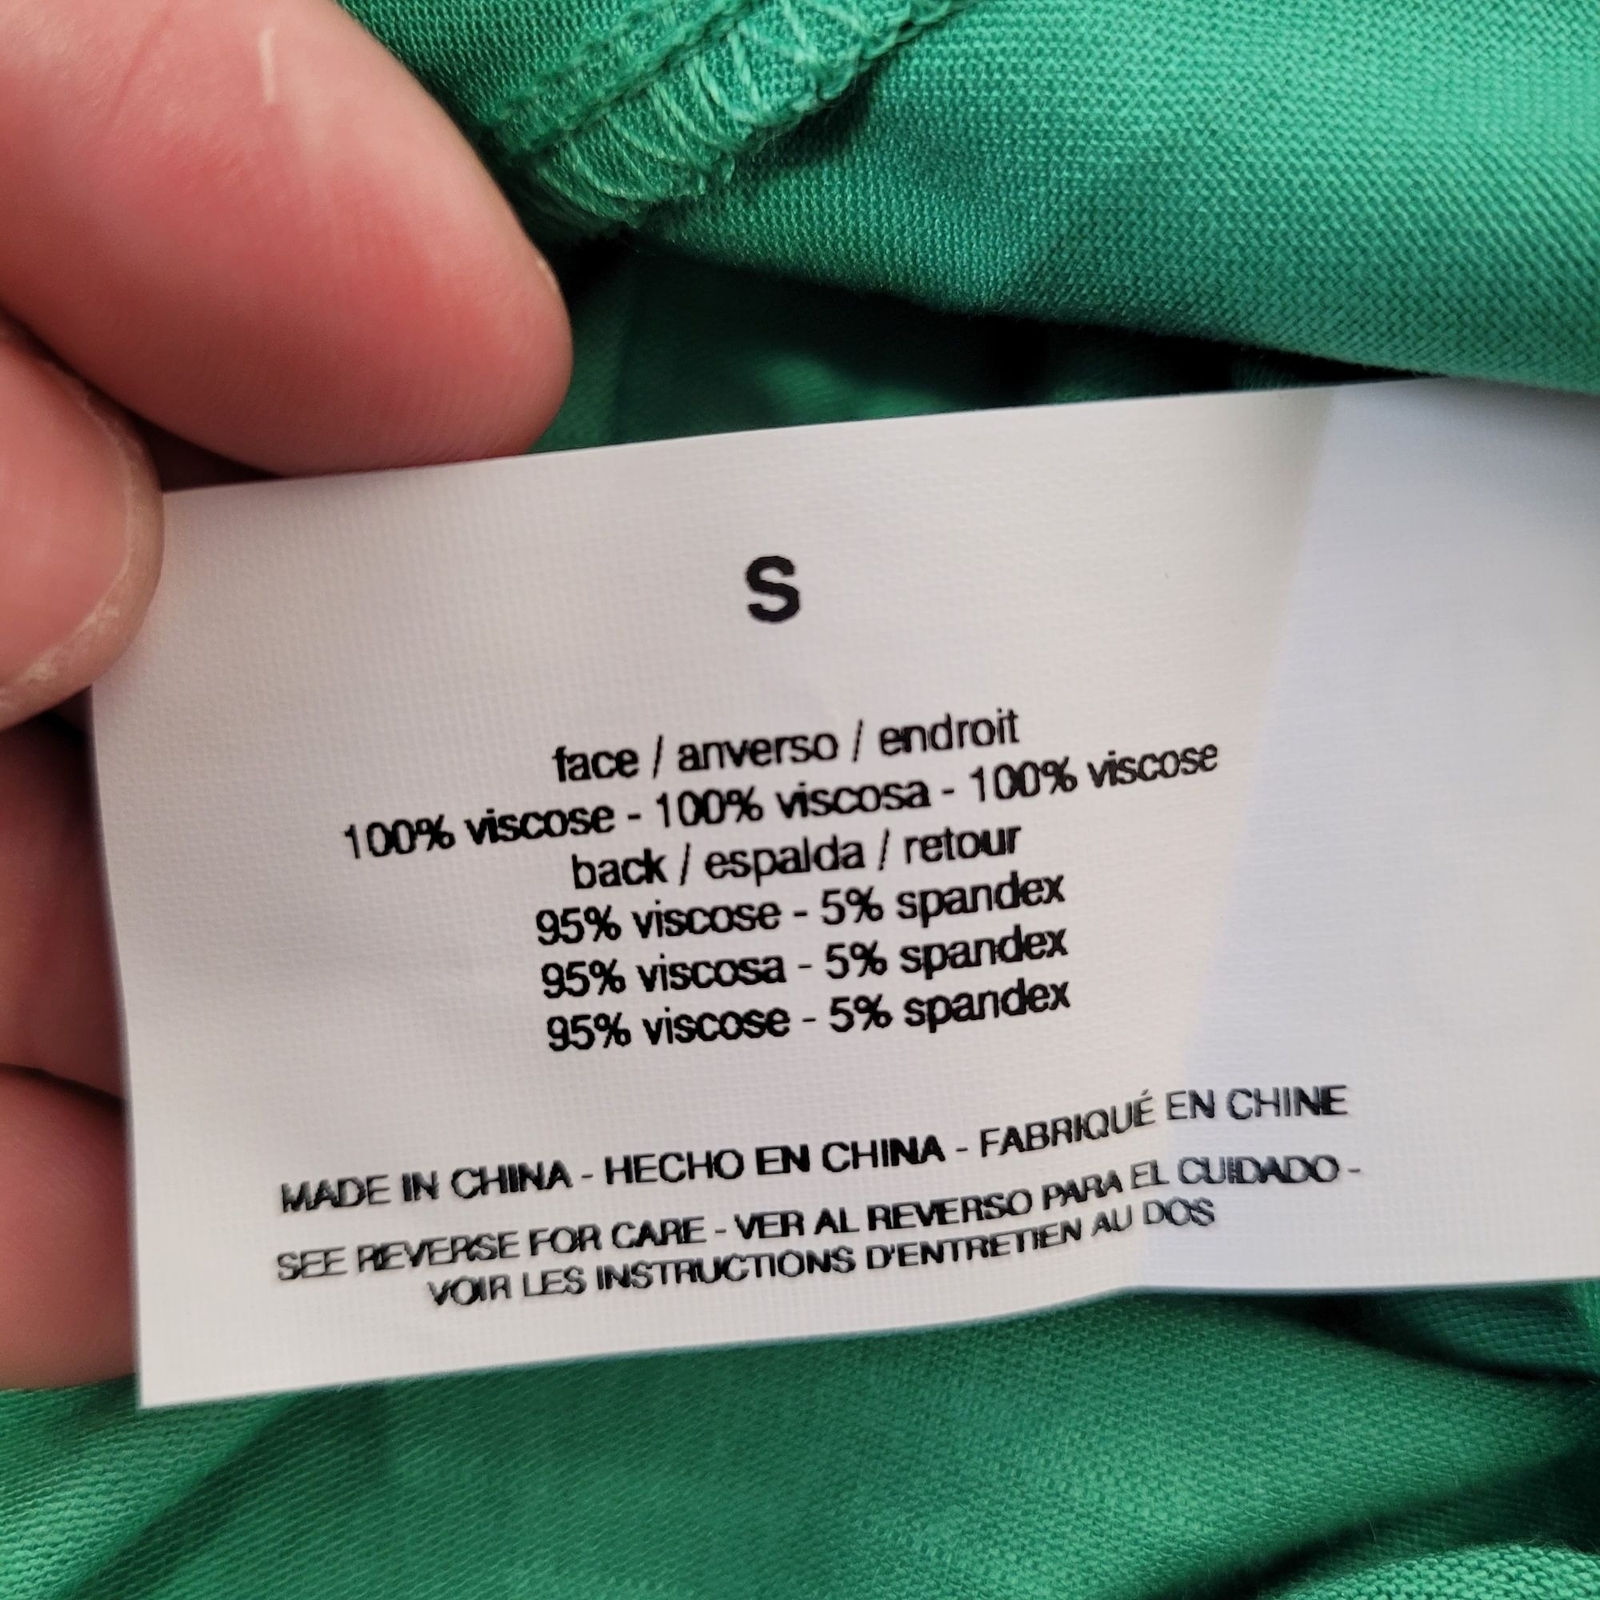 S
face / anverso / endroit
100% viscose - 100% viscosa - 100% viscose
back / espalda / retour
95% viscose - 5% spandex
95% viscosa - 5% spandex
95% viscose - 5% spandex
MADE IN CHINA - HECHO EN CHINA - FABRIQUÉ EN CHINE
SEE REVERSE FOR CARE - VER AL REVERSO PARA EL CUIDADO -
VOIR LES INSTRUCTIONS D'ENTRETIEN AU DOS